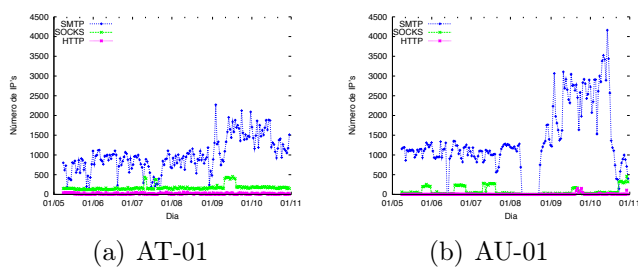 4500
4000
3500
3000
2500
2000
1500
1000
500
0
Número de IP's
SMTP
SOCKS
HTTP
01/05 01/06 01/07 01/08 01/09 01/10 01/11
Dia
(a) AT-01
4500
4000
3500
3000
2500
2000
1500
1000
500
0
Número de IP's
SMTP
SOCKS
HTTP
01/05 01/06 01/07 01/08 01/09 01/10 01/11
Dia
(b) AU-01